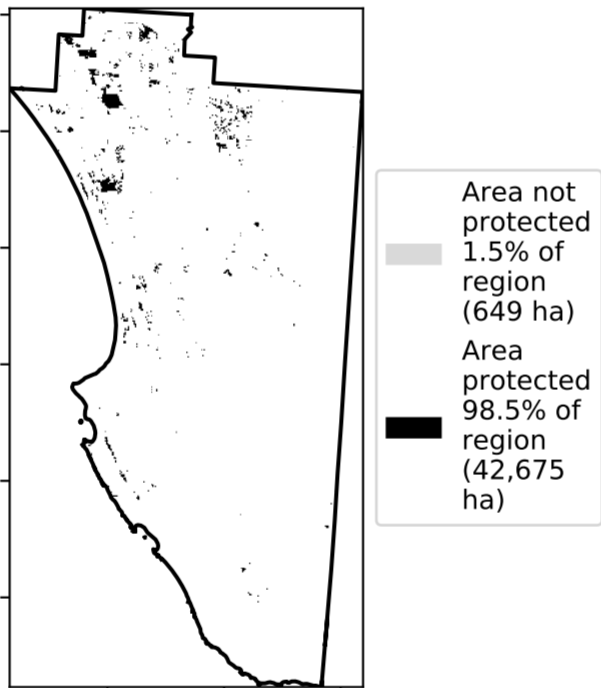 Area not
protected
1.5% of
region
(649 ha)
Area
protected
98.5% of
region
(42,675
ha)